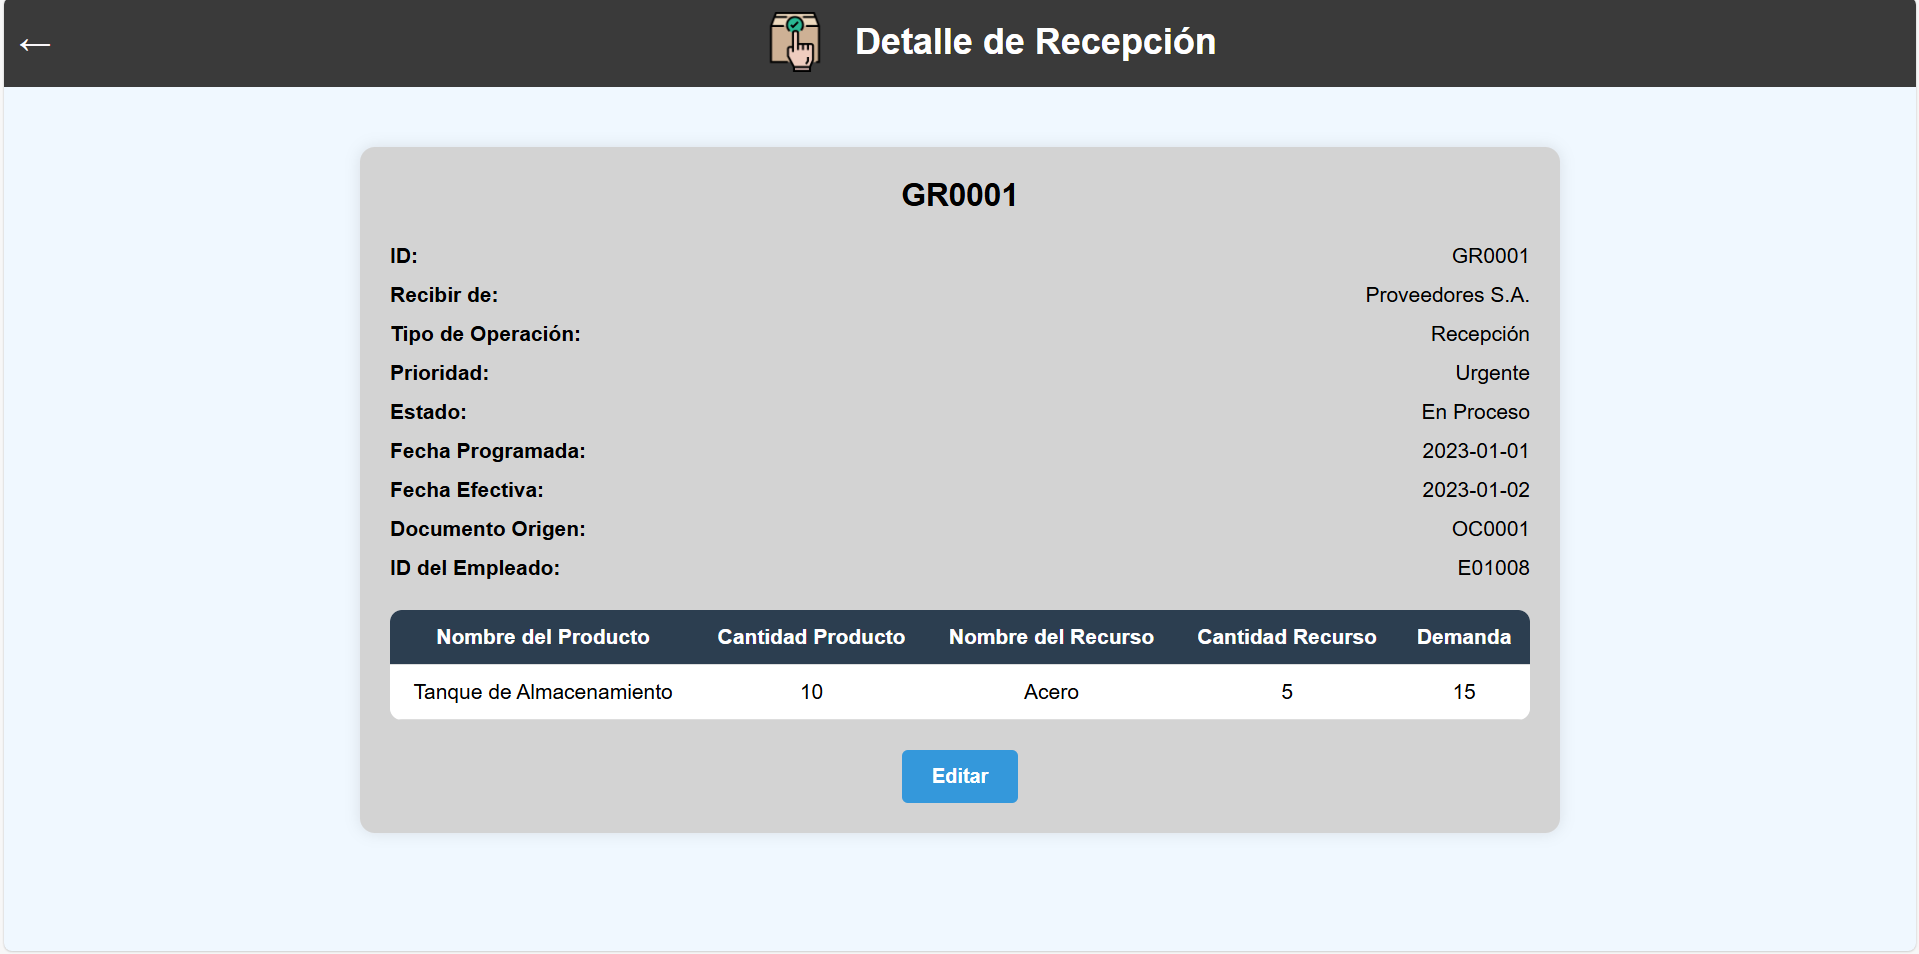 Detalle de Recepción
GR0001
ID: GR0001
Recibir de: Proveedores S.A.
Tipo de Operación: Recepción
Prioridad: Urgente
Estado: En Proceso
Fecha Programada: 2023-01-01
Fecha Efectiva: 2023-01-02
Documento Origen: OC0001
ID del Empleado: E01008
Nombre del Producto Cantidad Producto Nombre del Recurso Cantidad Recurso Demanda
Tanque de Almacenamiento 10 Acero 5 15
Editar